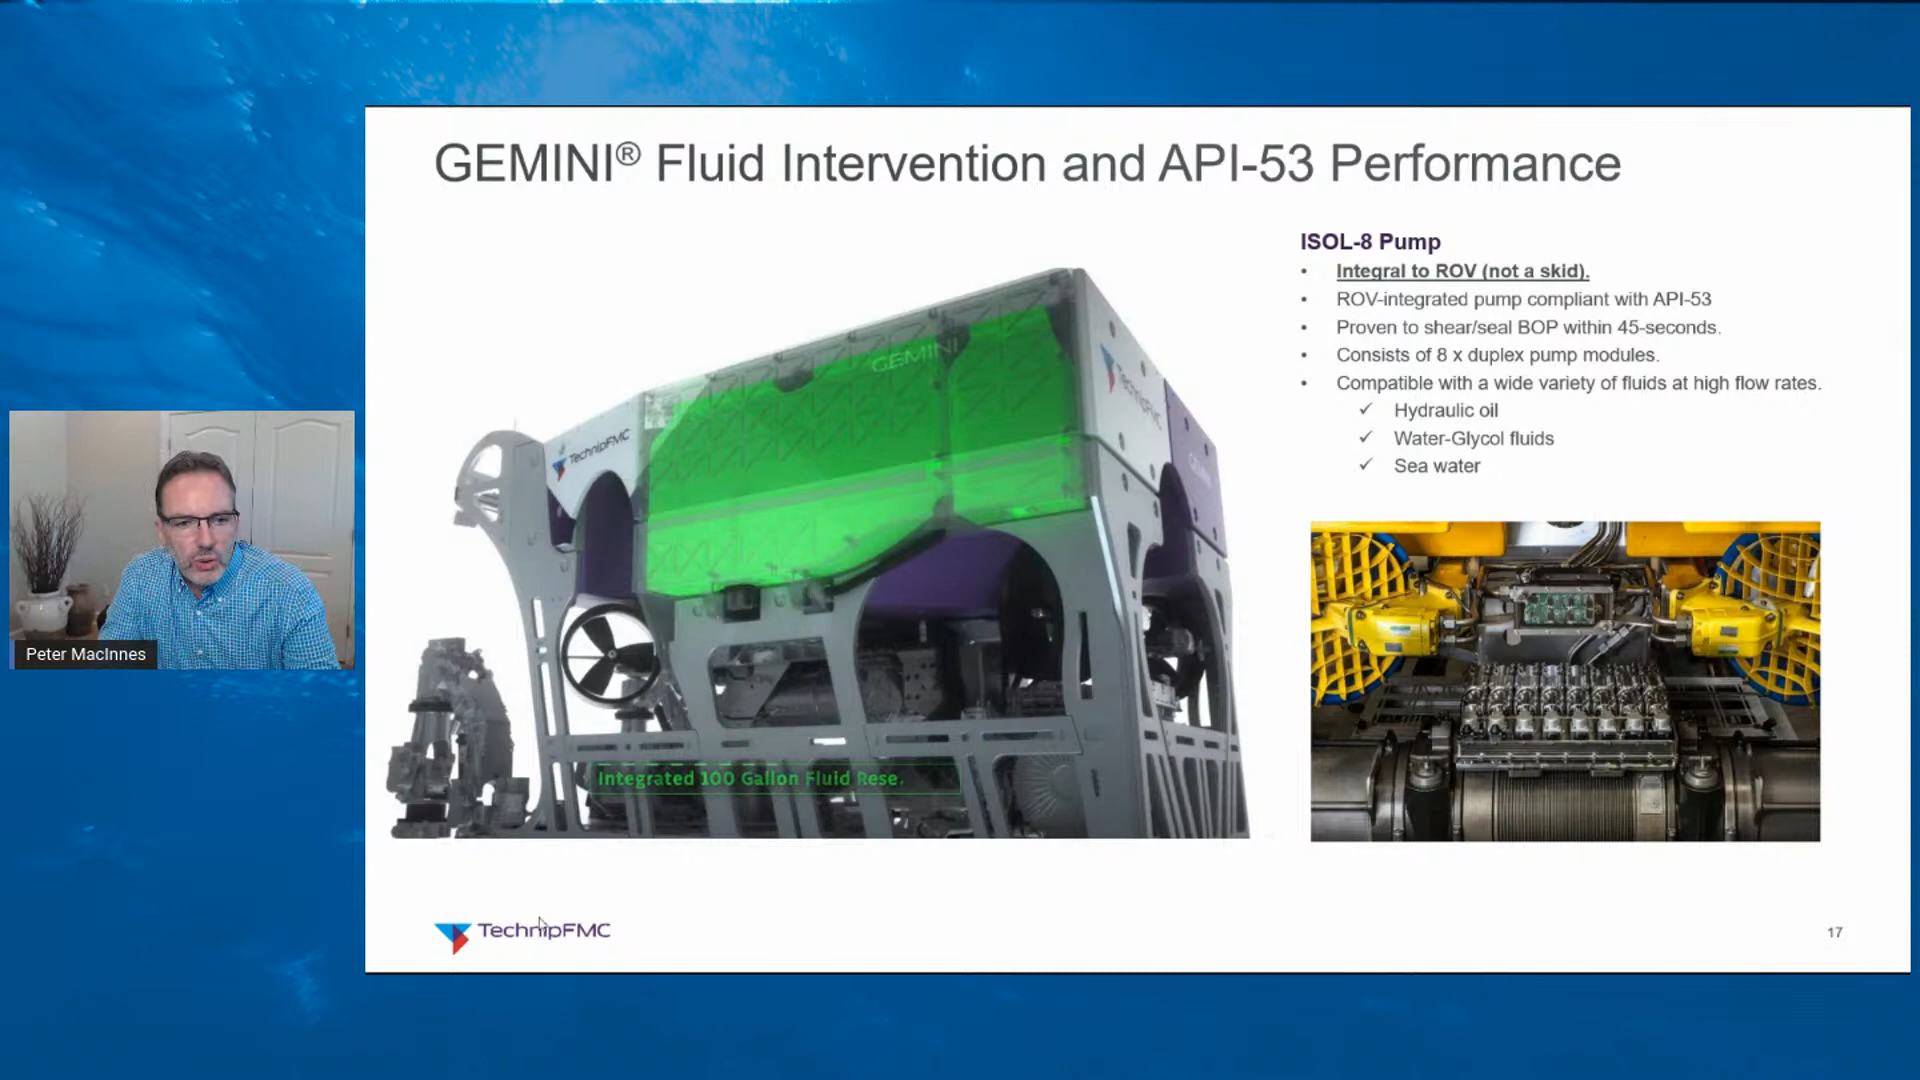 GEMINI® Fluid Intervention and API-53 Performance
ISOL-8 Pump
• Integral to ROV (not a skid).
• ROV-integrated pump compliant with API-53
• Proven to shear/seal BOP within 45-seconds.
• Consists of 8 x duplex pump modules.
• Compatible with a wide variety of fluids at high flow rates.
✓ Hydraulic oil
✓ Water-Glycol fluids
✓ Sea water
GEMINI
TechnipFMC
TechnipFMC
Integrated 100 Gallon Fluid Rese
Peter MacInnes
TechnipFMC
17